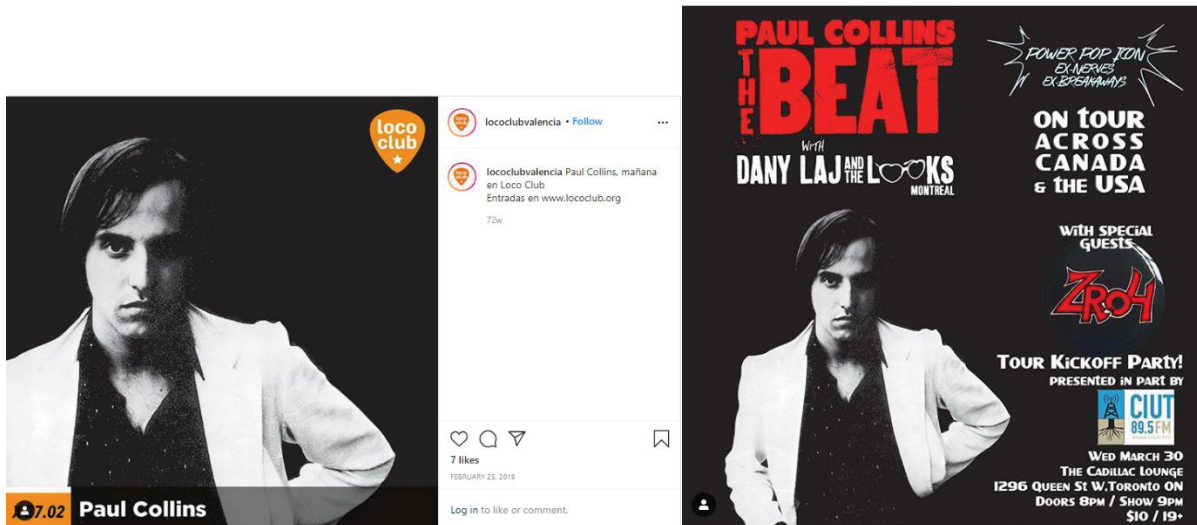 loco
club
7.02 Paul Collins
lococlubvalencia • Follow
lococlubvalencia Paul Collins, mañana
en Loco Club
Entradas en www.lococlub.org
72w
7 likes
FEBRUARY 25, 2019
Log in to like or comment.
PAUL COLLINS
THE
BEAT
WITH
DANY LAJ AND THE LOOKS
MONTREAL
POWER POP ICON
EX-NERVES
EX-BREAKAWAYS
ON TOUR
ACROSS
CANADA
& THE USA
WITH SPECIAL
GUESTS
ZRO4
TOUR KICKOFF PARTY!
PRESENTED IN PART BY
CIUT
89.5 FM
WED MARCH 30
THE CADILLAC LOUNGE
1296 QUEEN ST W, TORONTO ON
DOORS 8PM / SHOW 9PM
$10 / 19+